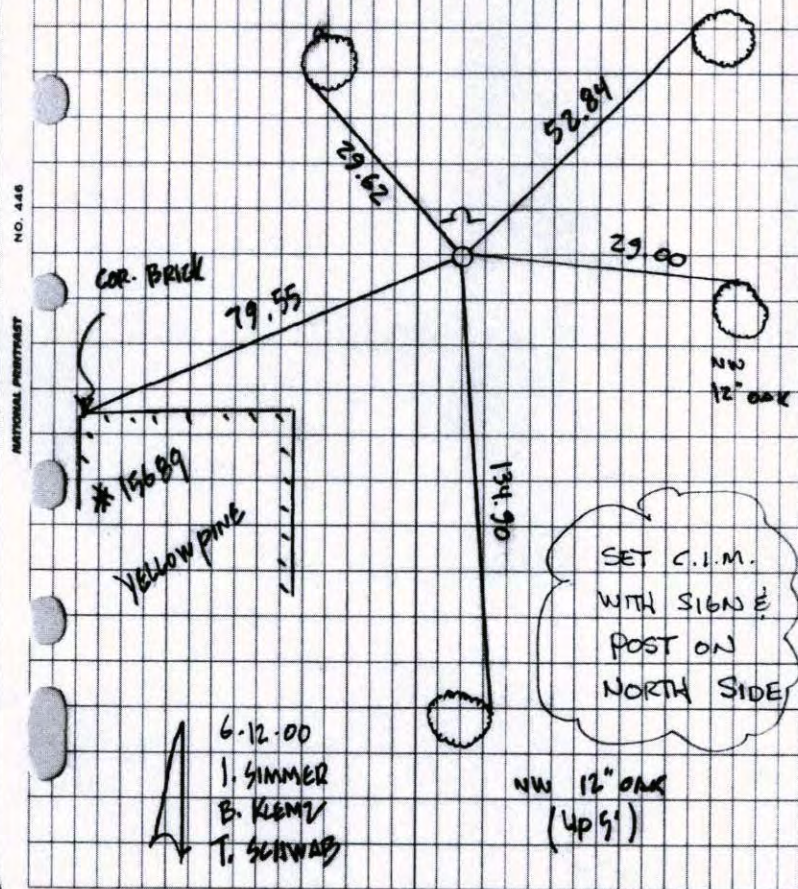 52.84
29.62
NO. 446
29.00
COR. BRICK
79.55
NATIONAL PRINTFAST
NW
12" OAK
134.90
* 15689
YELLOW PINE
SET C.I.M.
WITH SIGN &
POST ON
NORTH SIDE
6-12-00
J. SIMMER
B. KLEMZ
T. SCHWAB
NW 12" OAK
(UP 5')